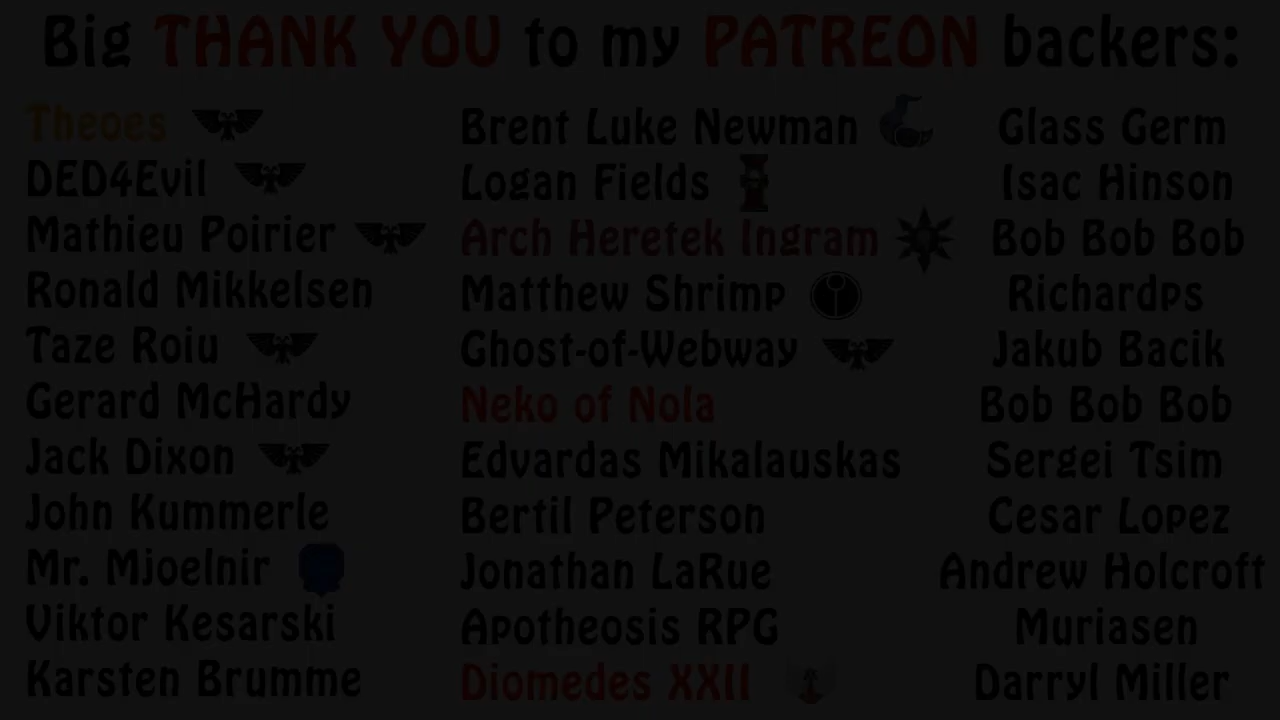 Big THANK YOU to my PATREON backers:
Theoes
DED4Evil
Mathieu Poirier
Ronald Mikkelsen
Taze Roiu
Gerard McHardy
Jack Dixon
John Kummerle
Mr. Mjoelnir
Viktor Kesarski
Karsten Brumme
Brent Luke Newman
Logan Fields
Arch Heretek Ingram
Matthew Shrimp
Ghost-of-Webway
Neko of Nola
Edvardas Mikalauskas
Bertil Peterson
Jonathan LaRue
Apotheosis RPG
Diomedes XXII
Glass Germ
Isac Hinson
Bob Bob Bob
Richardps
Jakub Bacik
Bob Bob Bob
Sergei Tsim
Cesar Lopez
Andrew Holcroft
Muriasen
Darryl Miller